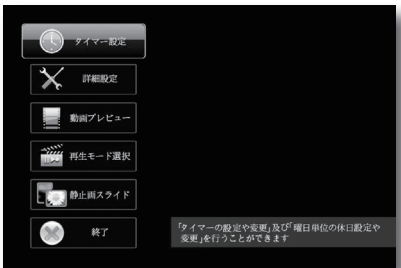 タイマー設定
詳細設定
動画プレビュー
再生モード選択
静止画スライド
終了
｢タイマーの設定や変更｣及び｢曜日単位の休日設定や
変更｣を行うことができます